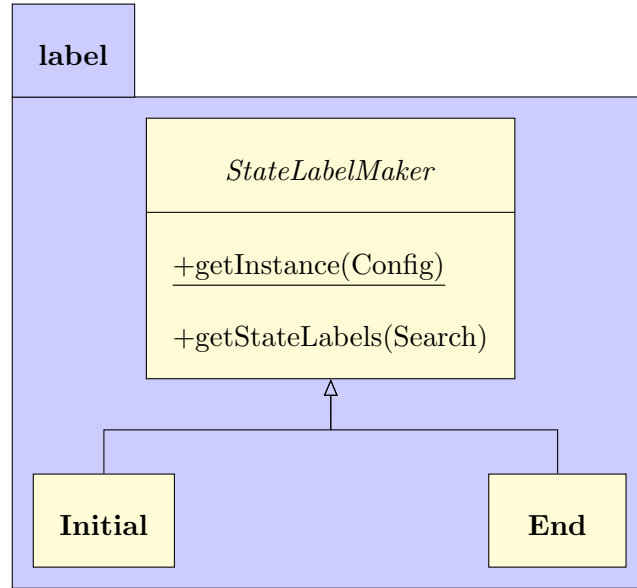 label
StateLabelMaker
+getInstance(Config)
+getStateLabels(Search)
Initial
End